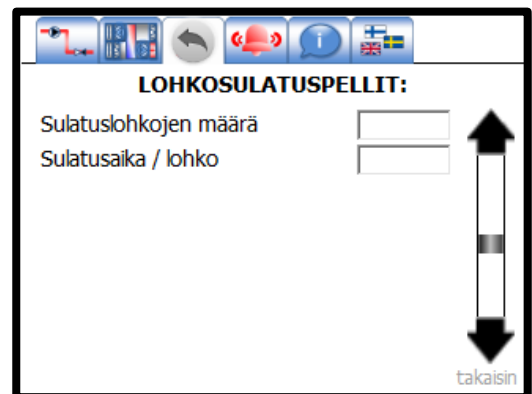 i
LOHKOSULATUSPELLIT:
Sulatuslohkojen määrä
Sulatusaika / lohko
takaisin